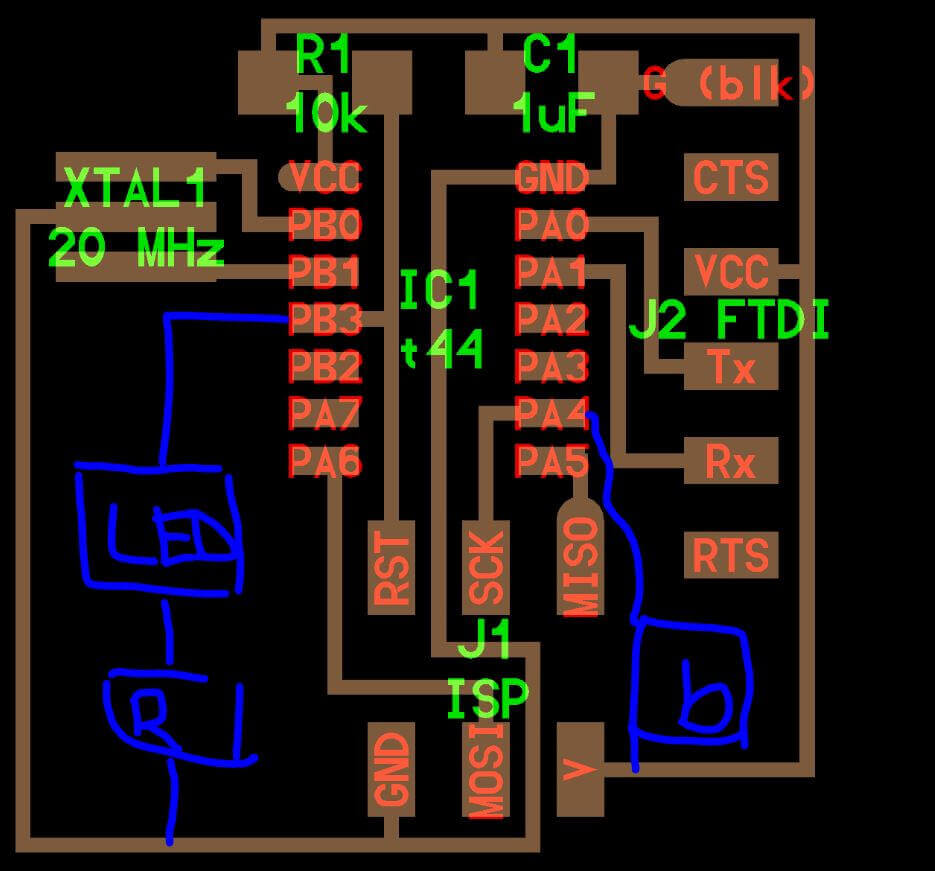 R1
10k
C1
1uF
G (blk)
XTAL1
20 MHz
VCC
PB0
PB1
PB3
PB2
PA7
PA6
IC1
t44
GND
PA0
PA1
PA2
PA3
PA4
PA5
CTS
VCC
J2 FTDI
Tx
Rx
RTS
LED
R
RST
SCK
MISO
J1
ISP
GND
MOSI
V
b